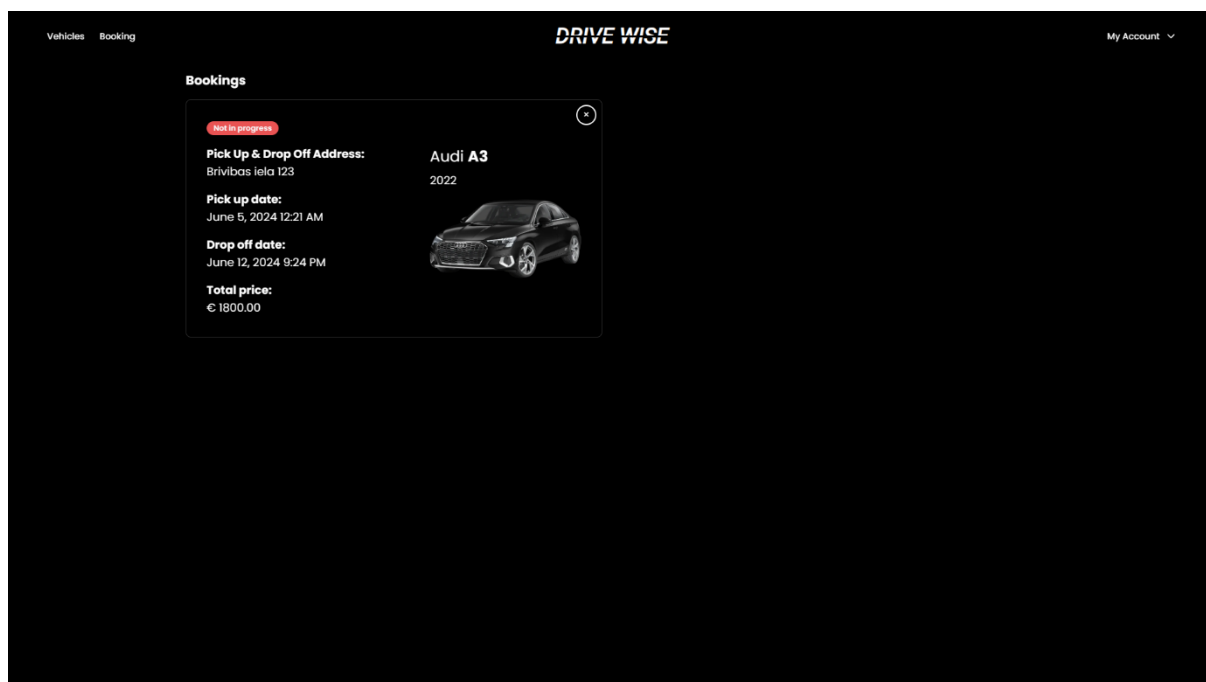 Vehicles Booking
DRIVE WISE
My Account
Bookings
Not in progress
Pick Up & Drop Off Address:
Brivibas iela 123
Pick up date:
June 5, 2024 12:21 AM
Drop off date:
June 12, 2024 9:24 PM
Total price:
€ 1800.00
Audi A3
2022